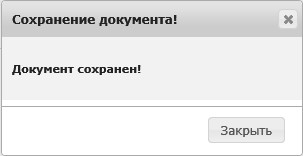 Сохранение документа!
Документ сохранен!
Закрыть